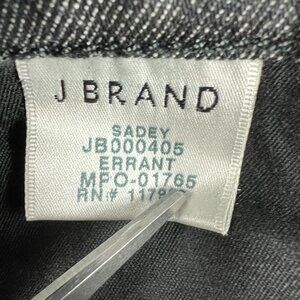 J BRAND
SADEY
JB000405
ERRANT
MPO-01765
RN#